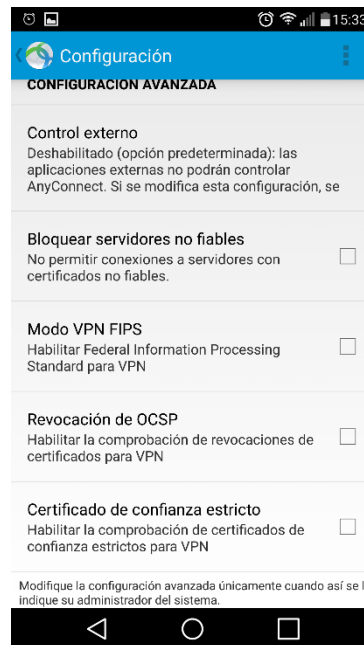 15:33
Configuración
CONFIGURACIÓN AVANZADA
Control externo
Deshabilitado (opción predeterminada): las
aplicaciones externas no podrán controlar
AnyConnect. Si se modifica esta configuración, se
Bloquear servidores no fiables
No permitir conexiones a servidores con
certificados no fiables.
Modo VPN FIPS
Habilitar Federal Information Processing
Standard para VPN
Revocación de OCSP
Habilitar la comprobación de revocaciones de
certificados para VPN
Certificado de confianza estricto
Habilitar la comprobación de certificados de
confianza estrictos para VPN
Modifique la configuración avanzada únicamente cuando así se l
indique su administrador del sistema.